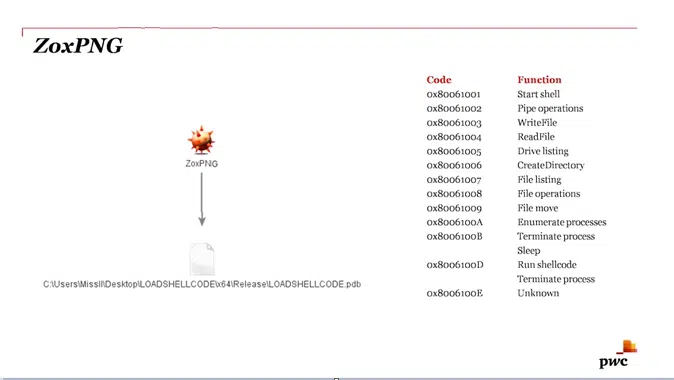 ZoxPNG
Code Function
0x80061001 Start shell
0x80061002 Pipe operations
0x80061003 WriteFile
0x80061004 ReadFile
0x80061005 Drive listing
0x80061006 CreateDirectory
0x80061007 File listing
0x80061008 File operations
0x80061009 File move
0x8006100A Enumerate processes
0x8006100B Terminate process
Sleep
0x8006100D Run shellcode
Terminate process
0x8006100E Unknown
ZoxPNG
C:\Users\MissII\Desktop\LOADSHELLCODE\x64\Release\LOADSHELLCODE.pdb
pwc